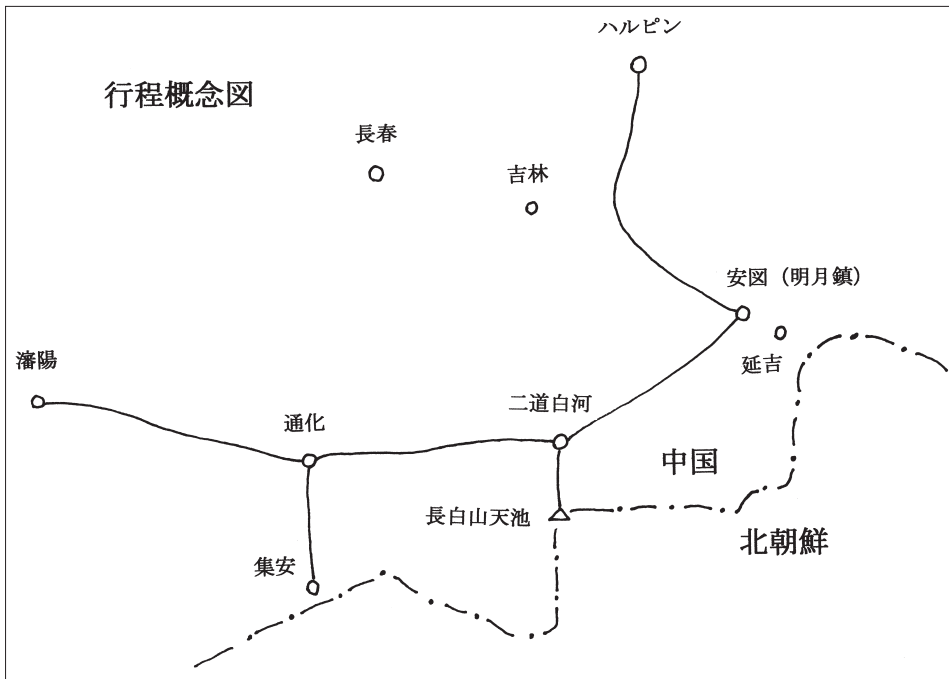 ハルピン
行程概念図
長春
吉林
安図（明月鎮）
瀋陽
延吉
二道白河
通化
中国
長白山天池
北朝鮮
集安